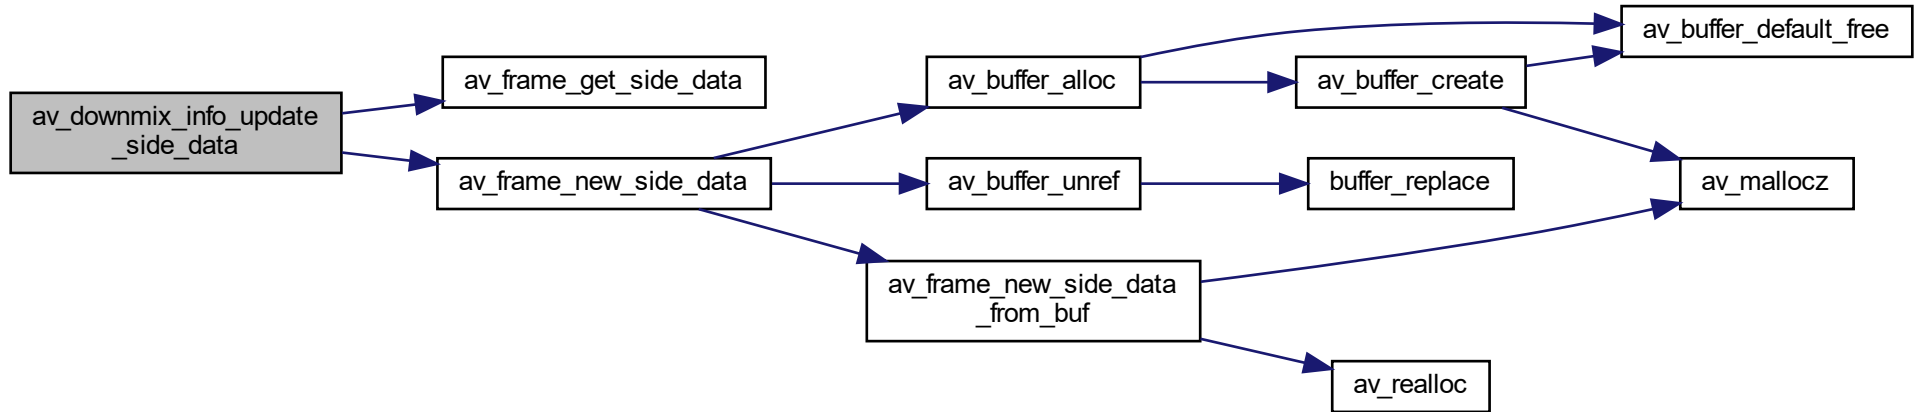 av_downmix_info_update
_side_data
av_frame_get_side_data
av_frame_new_side_data
av_buffer_alloc
av_buffer_unref
av_frame_new_side_data
_from_buf
av_buffer_create
buffer_replace
av_realloc
av_buffer_default_free
av_mallocz